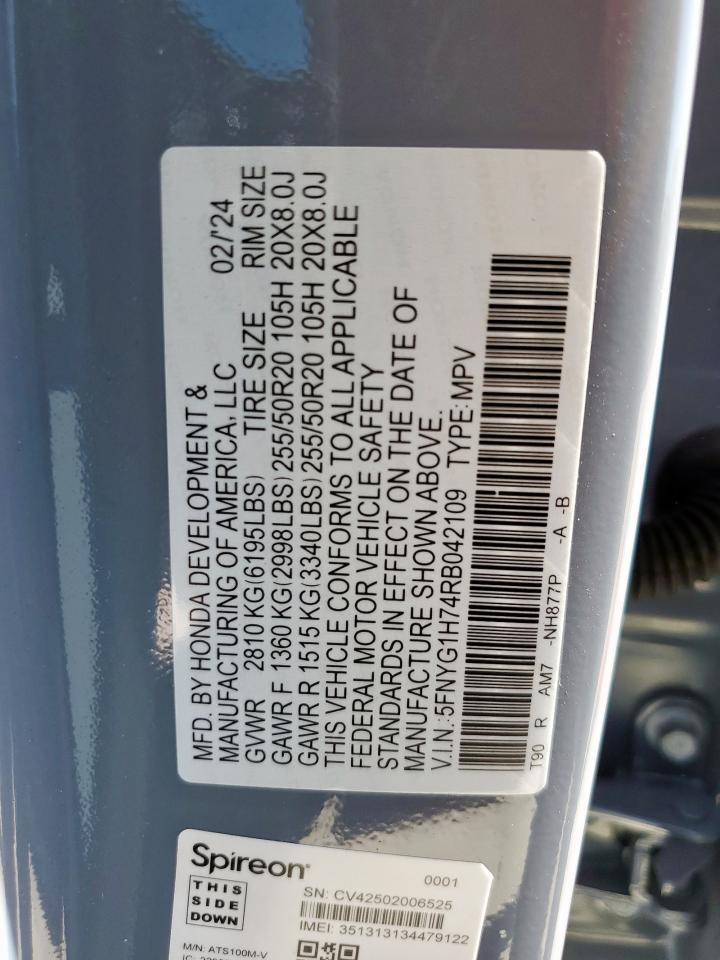 MFD. BY HONDA DEVELOPMENT &
MANUFACTURING OF AMERICA, LLC 02/'24
GVWR 2810 KG(6195LBS) TIRE SIZE RIM SIZE
GAWR F 1360 KG(2998LBS) 255/50R20 105H 20X8.0J
GAWR R 1515 KG(3340LBS) 255/50R20 105H 20X8.0J
THIS VEHICLE CONFORMS TO ALL APPLICABLE
FEDERAL MOTOR VEHICLE SAFETY
STANDARDS IN EFFECT ON THE DATE OF
MANUFACTURE SHOWN ABOVE.
V.I.N.:5FNYG1H74RB042109 TYPE:MPV
T90 R AM7 -NH877P -A -B
Spireon
0001
THIS
SIDE
DOWN
SN: CV42502006525
IMEI: 351313134479122
M/N: ATS100M-V